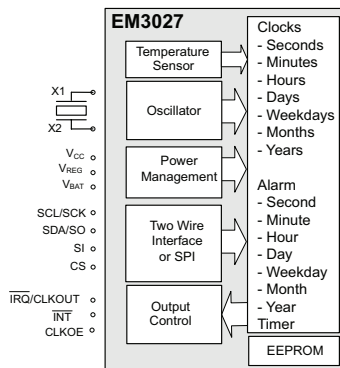 EM3027
Temperature
Sensor
X1
X2
Oscillator
VCC
VREG
VBAT
Power
Management
SCL/SCK
SDA/SO
SI
CS
Two Wire
Interface
or SPI
IRQ/CLKOUT
INT
CLKOE
Output
Control
Clocks
- Seconds
- Minutes
- Hours
- Days
- Weekdays
- Months
- Years
Alarm
- Second
- Minute
- Hour
- Day
- Weekday
- Month
- Year
Timer
EEPROM